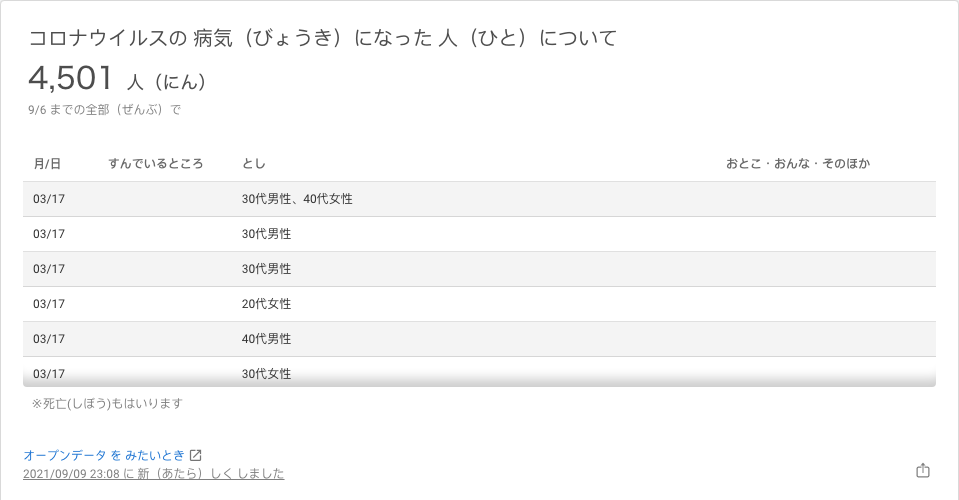 コロナウイルスの 病気（びょうき）になった 人（ひと）について
4,501 人（にん）
9/6 までの全部（ぜんぶ）で
月/日 すんでいるところ とし おとこ・おんな・そのほか
03/17 30代男性、40代女性
03/17 30代男性
03/17 30代男性
03/17 20代女性
03/17 40代男性
03/17 30代女性
※死亡(しぼう)もはいります
オープンデータ を みたいとき
2021/09/09 23:08 に 新（あたら）しく しました